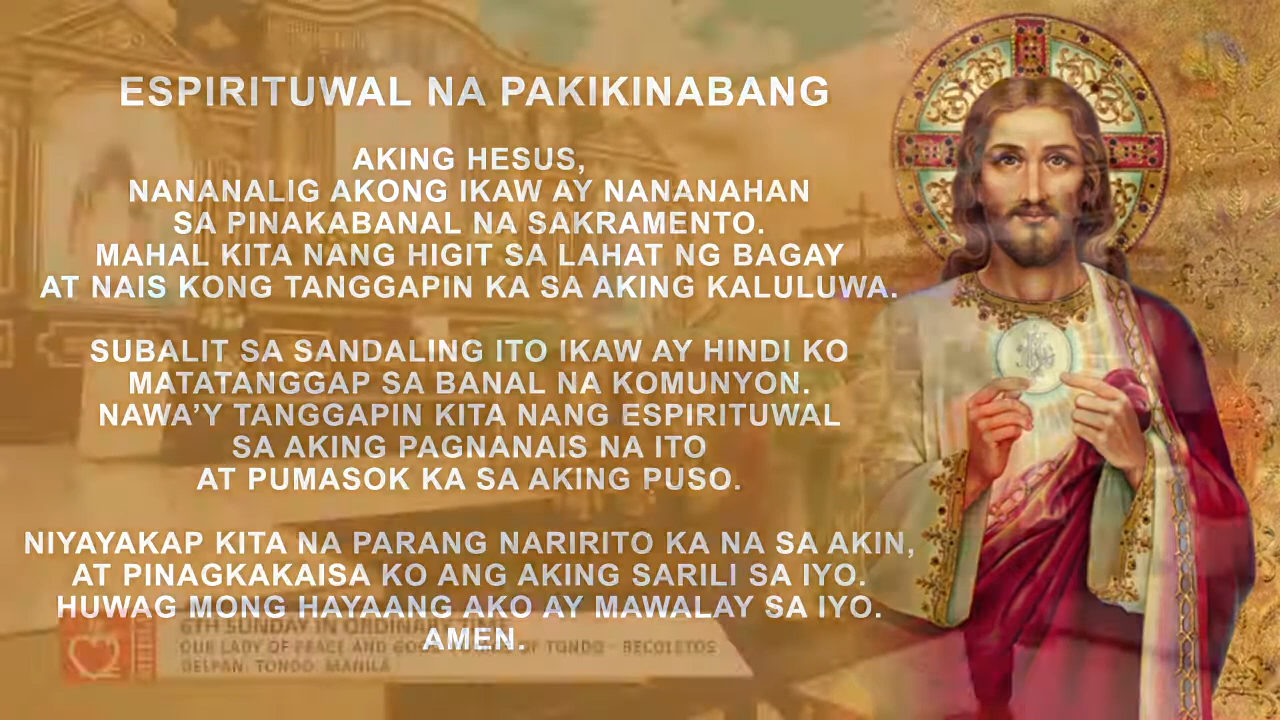 ESPIRITUWAL NA PAKIKINABANG
AKING HESUS,
NANANALIG AKONG IKAW AY NANANAHAN
SA PINAKABANAL NA SAKRAMENTO.
MAHAL KITA NANG HIGIT SA LAHAT NG BAGAY
AT NAIS KONG TANGGAPIN KA SA AKING KALULUWA.
SUBALIT SA SANDALING ITO IKAW AY HINDI KO
MATATANGGAP SA BANAL NA KOMUNYON.
NAWA'Y TANGGAPIN KITA NANG ESPIRITUWAL
SA AKING PAGNANAIS NA ITO
AT PUMASOK KA SA AKING PUSO.
NIYAYAKAP KITA NA PARANG NARIRITO KA NA SA AKIN,
AT PINAGKAKAISA KO ANG AKING SARILI SA IYO.
HUWAG MONG HAYAANG AKO AY MAWALAY SA IYO.
AMEN.
6TH SUNDAY IN ORDINARY
OUR LADY OF PEACE AND OF TONDO - RECOLETOS
DELPAN, TONDO, MANILA